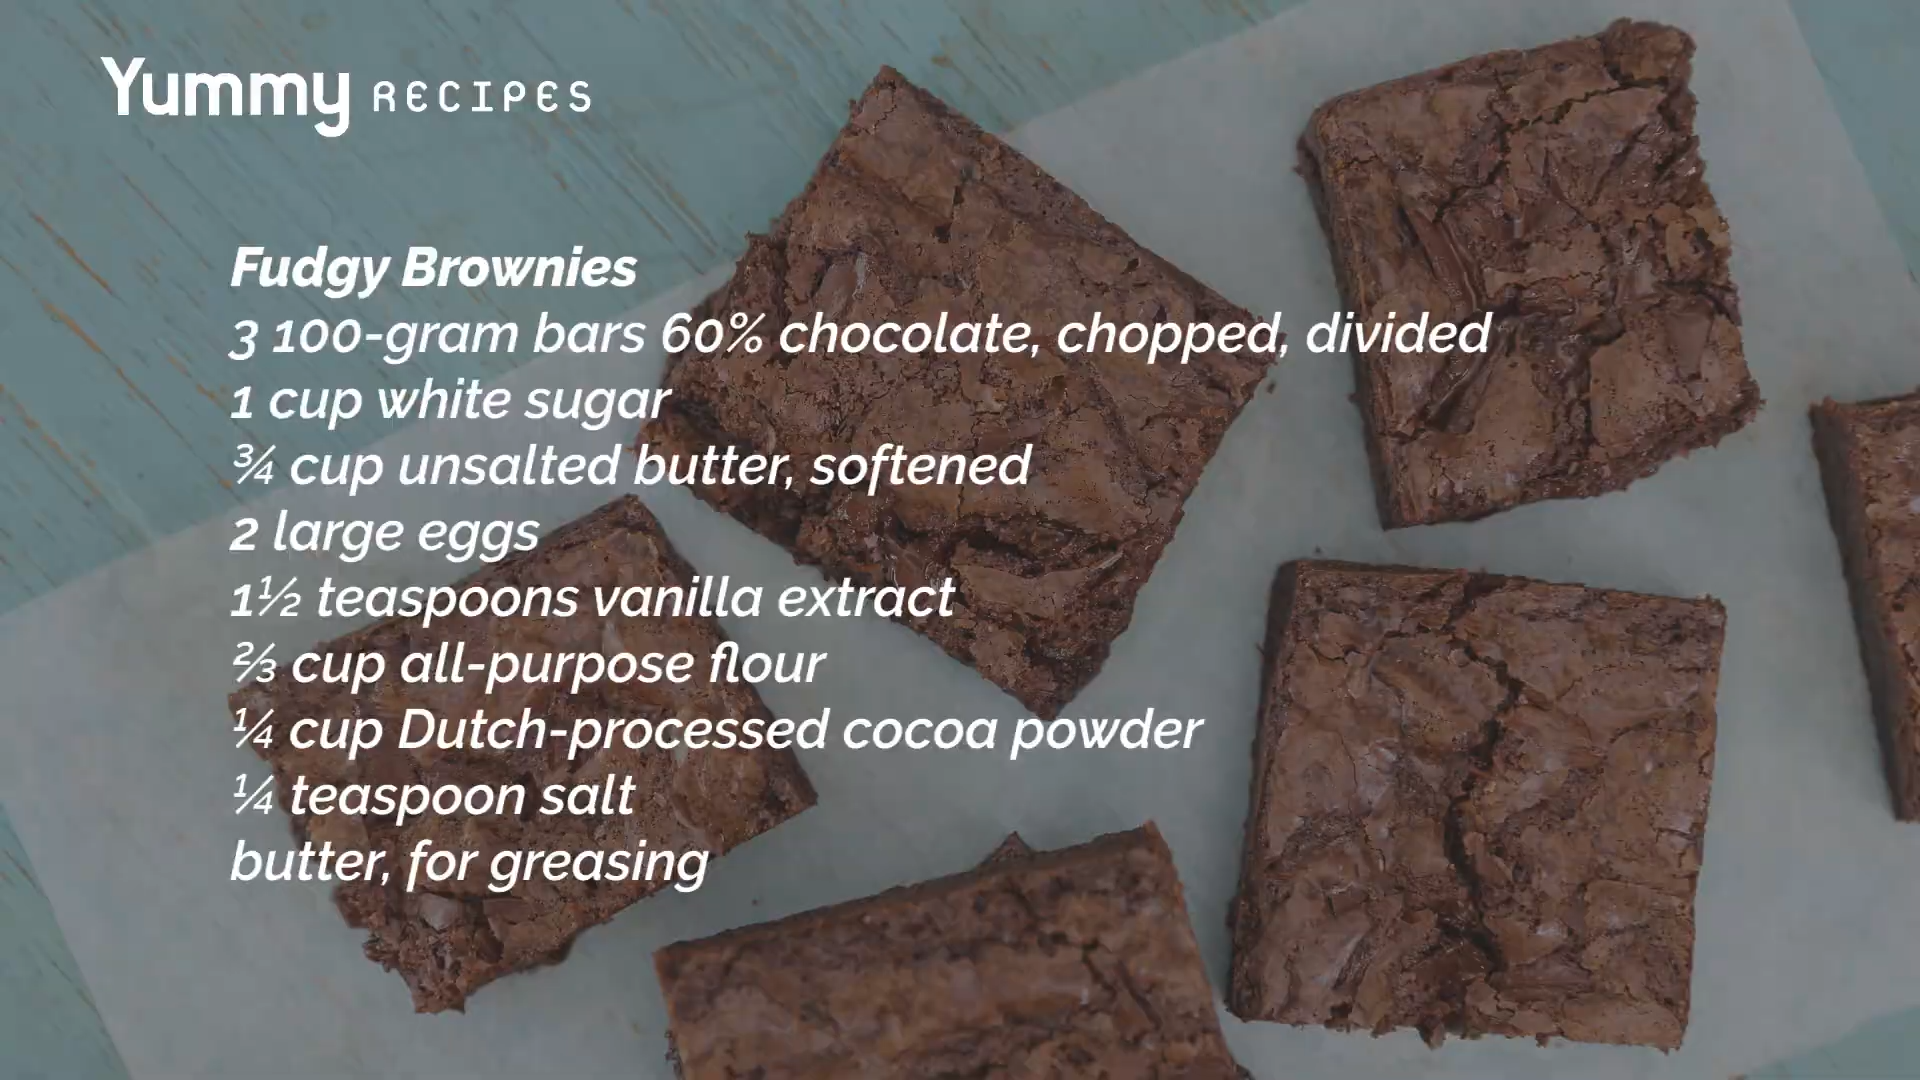 Yummy RECIPES
Fudgy Brownies
3 100-gram bars 60% chocolate, chopped, divided
1 cup white sugar
¾ cup unsalted butter, softened
2 large eggs
1½ teaspoons vanilla extract
⅔ cup all-purpose flour
¼ cup Dutch-processed cocoa powder
¼ teaspoon salt
butter, for greasing